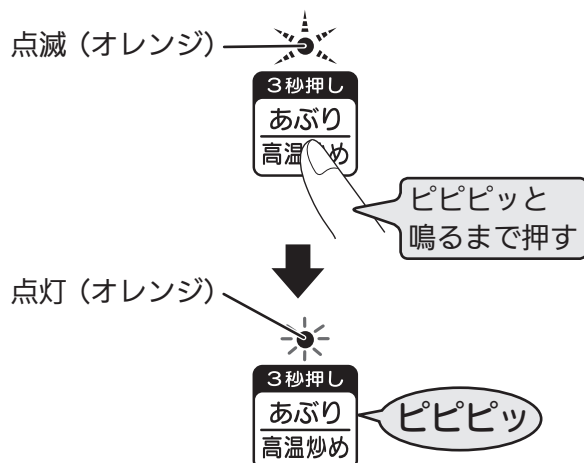 点滅（オレンジ）
3秒押し
あぶり
高温炒め
ピピピッと
鳴るまで押す
点灯（オレンジ）
3秒押し
あぶり
高温炒め
ピピピッ